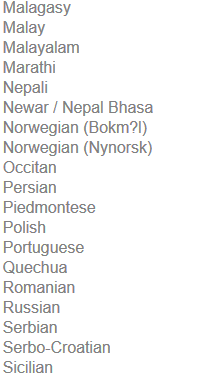 Malagasy
Malay
Malayalam
Marathi
Nepali
Newar / Nepal Bhasa
Norwegian (Bokm?l)
Norwegian (Nynorsk)
Occitan
Persian
Piedmontese
Polish
Portuguese
Quechua
Romanian
Russian
Serbian
Serbo-Croatian
Sicilian